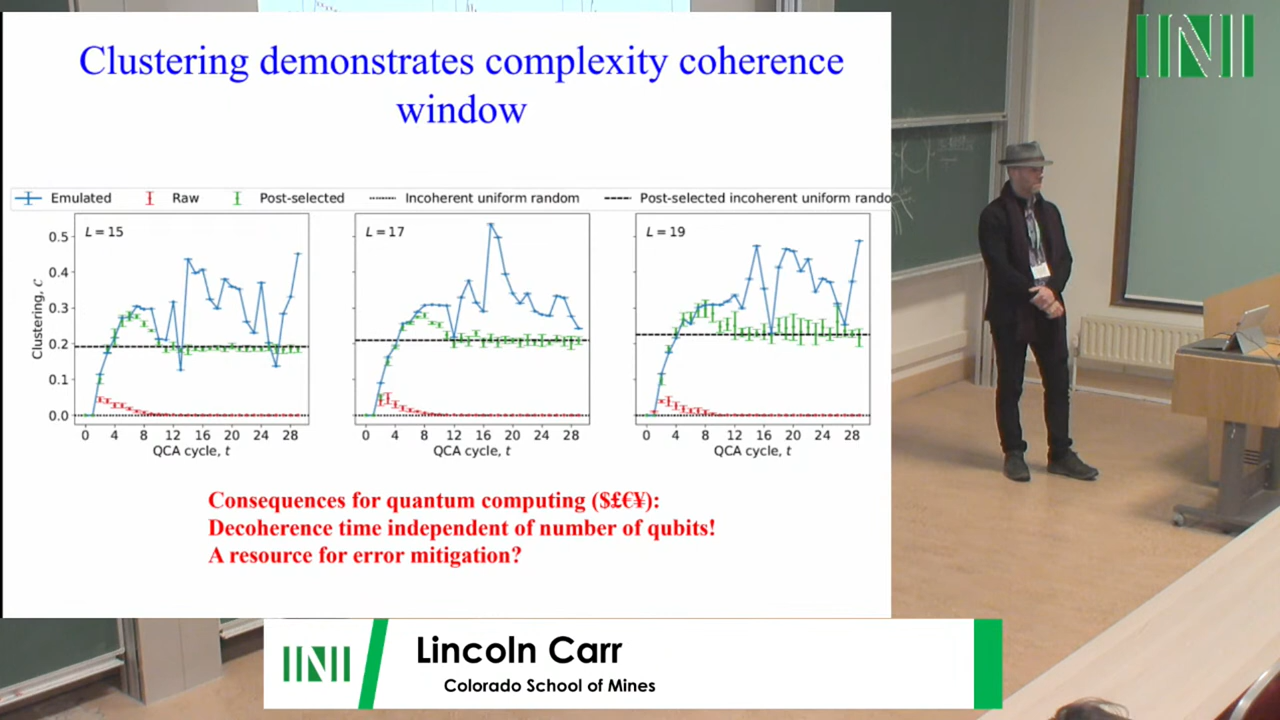 Clustering demonstrates complexity coherence
window
INI
Emulated Raw Post-selected Incoherent uniform random Post-selected incoherent uniform rando
L = 15
L = 17
L = 19
Clustering, C
0.5
0.4
0.3
0.2
0.1
0.0
0 4 8 12 16 20 24 28
0 4 8 12 16 20 24 28
0 4 8 12 16 20 24 28
QCA cycle, t
QCA cycle, t
QCA cycle, t
Consequences for quantum computing ($£€¥):
Decoherence time independent of number of qubits!
A resource for error mitigation?
INI
Lincoln Carr
Colorado School of Mines